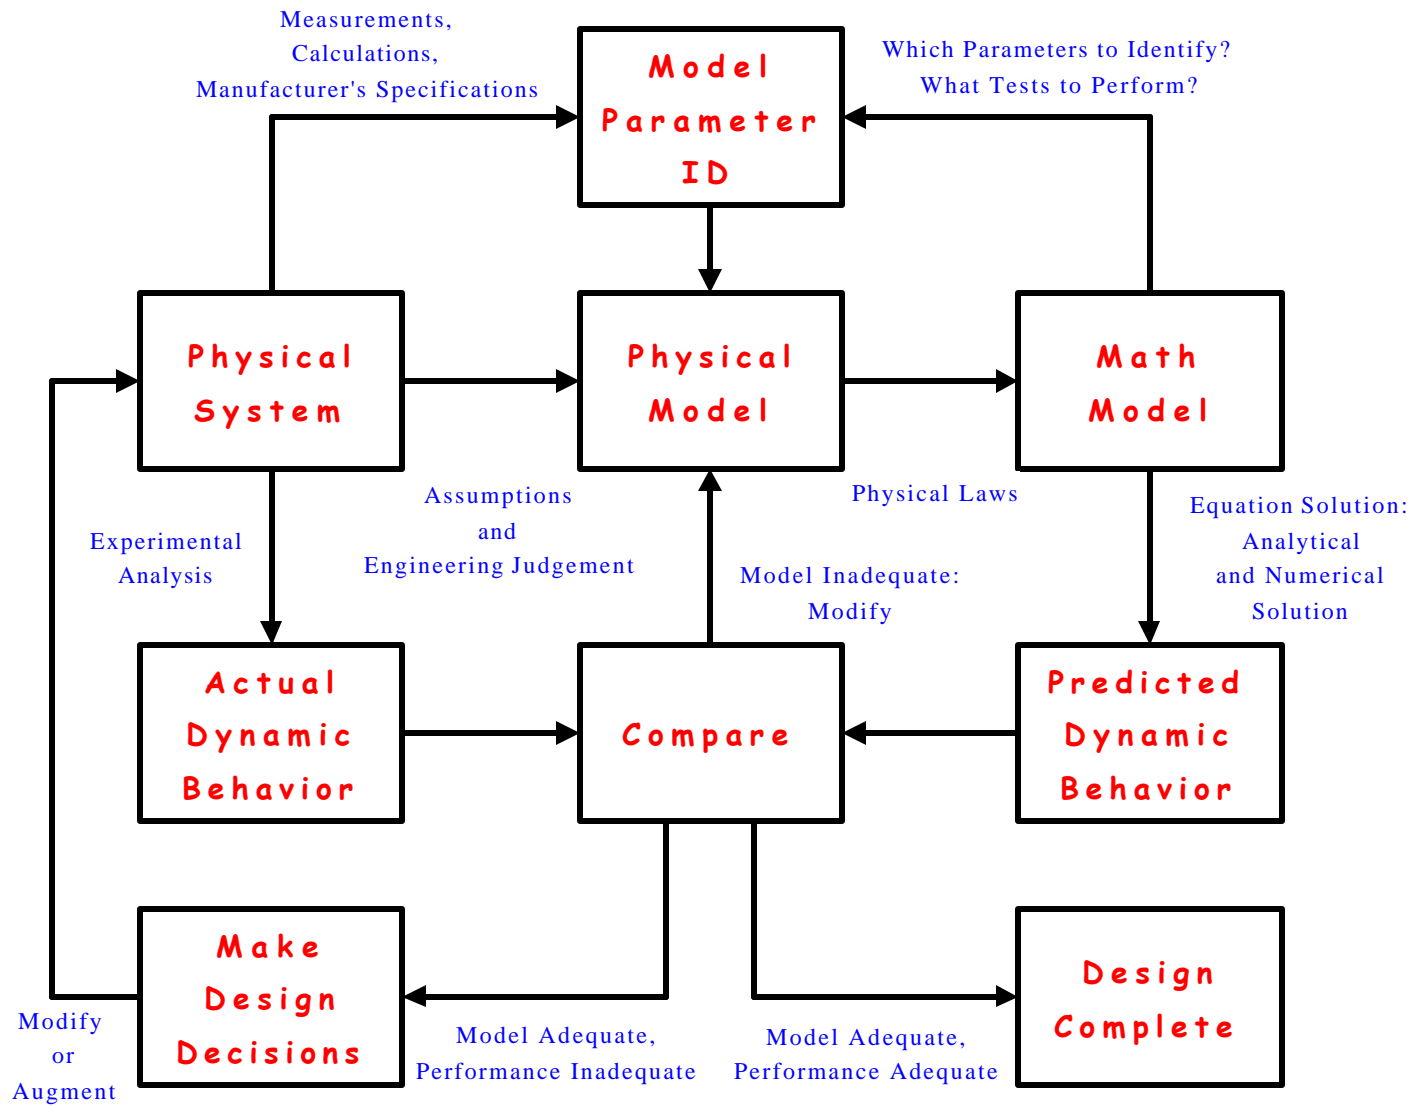 Measurements,
Calculations,
Manufacturer's Specifications
Model
Parameter
ID
Which Parameters to Identify?
What Tests to Perform?
Physical
System
Physical
Model
Math
Model
Experimental
Analysis
Assumptions
and
Engineering Judgement
Physical Laws
Model Inadequate:
Modify
Equation Solution:
Analytical
and Numerical
Solution
Actual
Dynamic
Behavior
Compare
Predicted
Dynamic
Behavior
Make
Design
Decisions
Design
Complete
Modify
or
Augment
Model Adequate,
Performance Inadequate
Model Adequate,
Performance Adequate